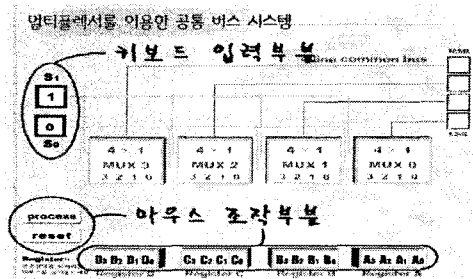 멀티플렉서를 이용한 공통 버스 시스템
키보드 입력부분
common bus
S₁
1
0
S₀
4 × 1 4 × 1 4 × 1 4 × 1
MUX 3 MUX 2 MUX 1 MUX 0
3 2 1 0 3 2 1 0 3 2 1 0 3 2 1 0
process
마우스 조작부분
reset
D₃ D₂ D₁ D₀ C₃ C₂ C₁ C₀ B₃ B₂ B₁ B₀ A₃ A₂ A₁ A₀
Register D Register C Register B Register A